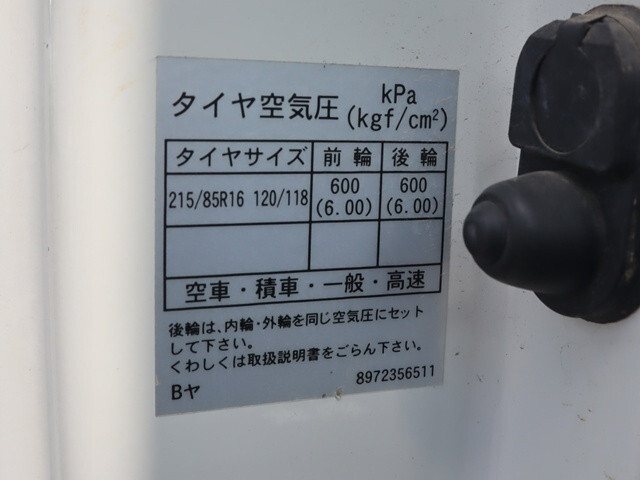 タイヤ空気圧 kPa
(kgf/cm²)
タイヤサイズ 前輪 後輪
215/85R16 120/118 600 600
(6.00) (6.00)
空車・積車・一般・高速
後輪は、内輪・外輪を同じ空気圧にセット
して下さい。
くわしくは取扱説明書をごらん下さい。
Bヤ 8972356511